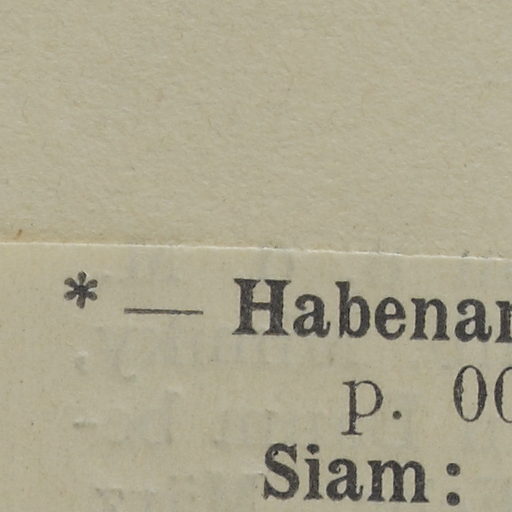 * — Habenar
p. 00
Siam: